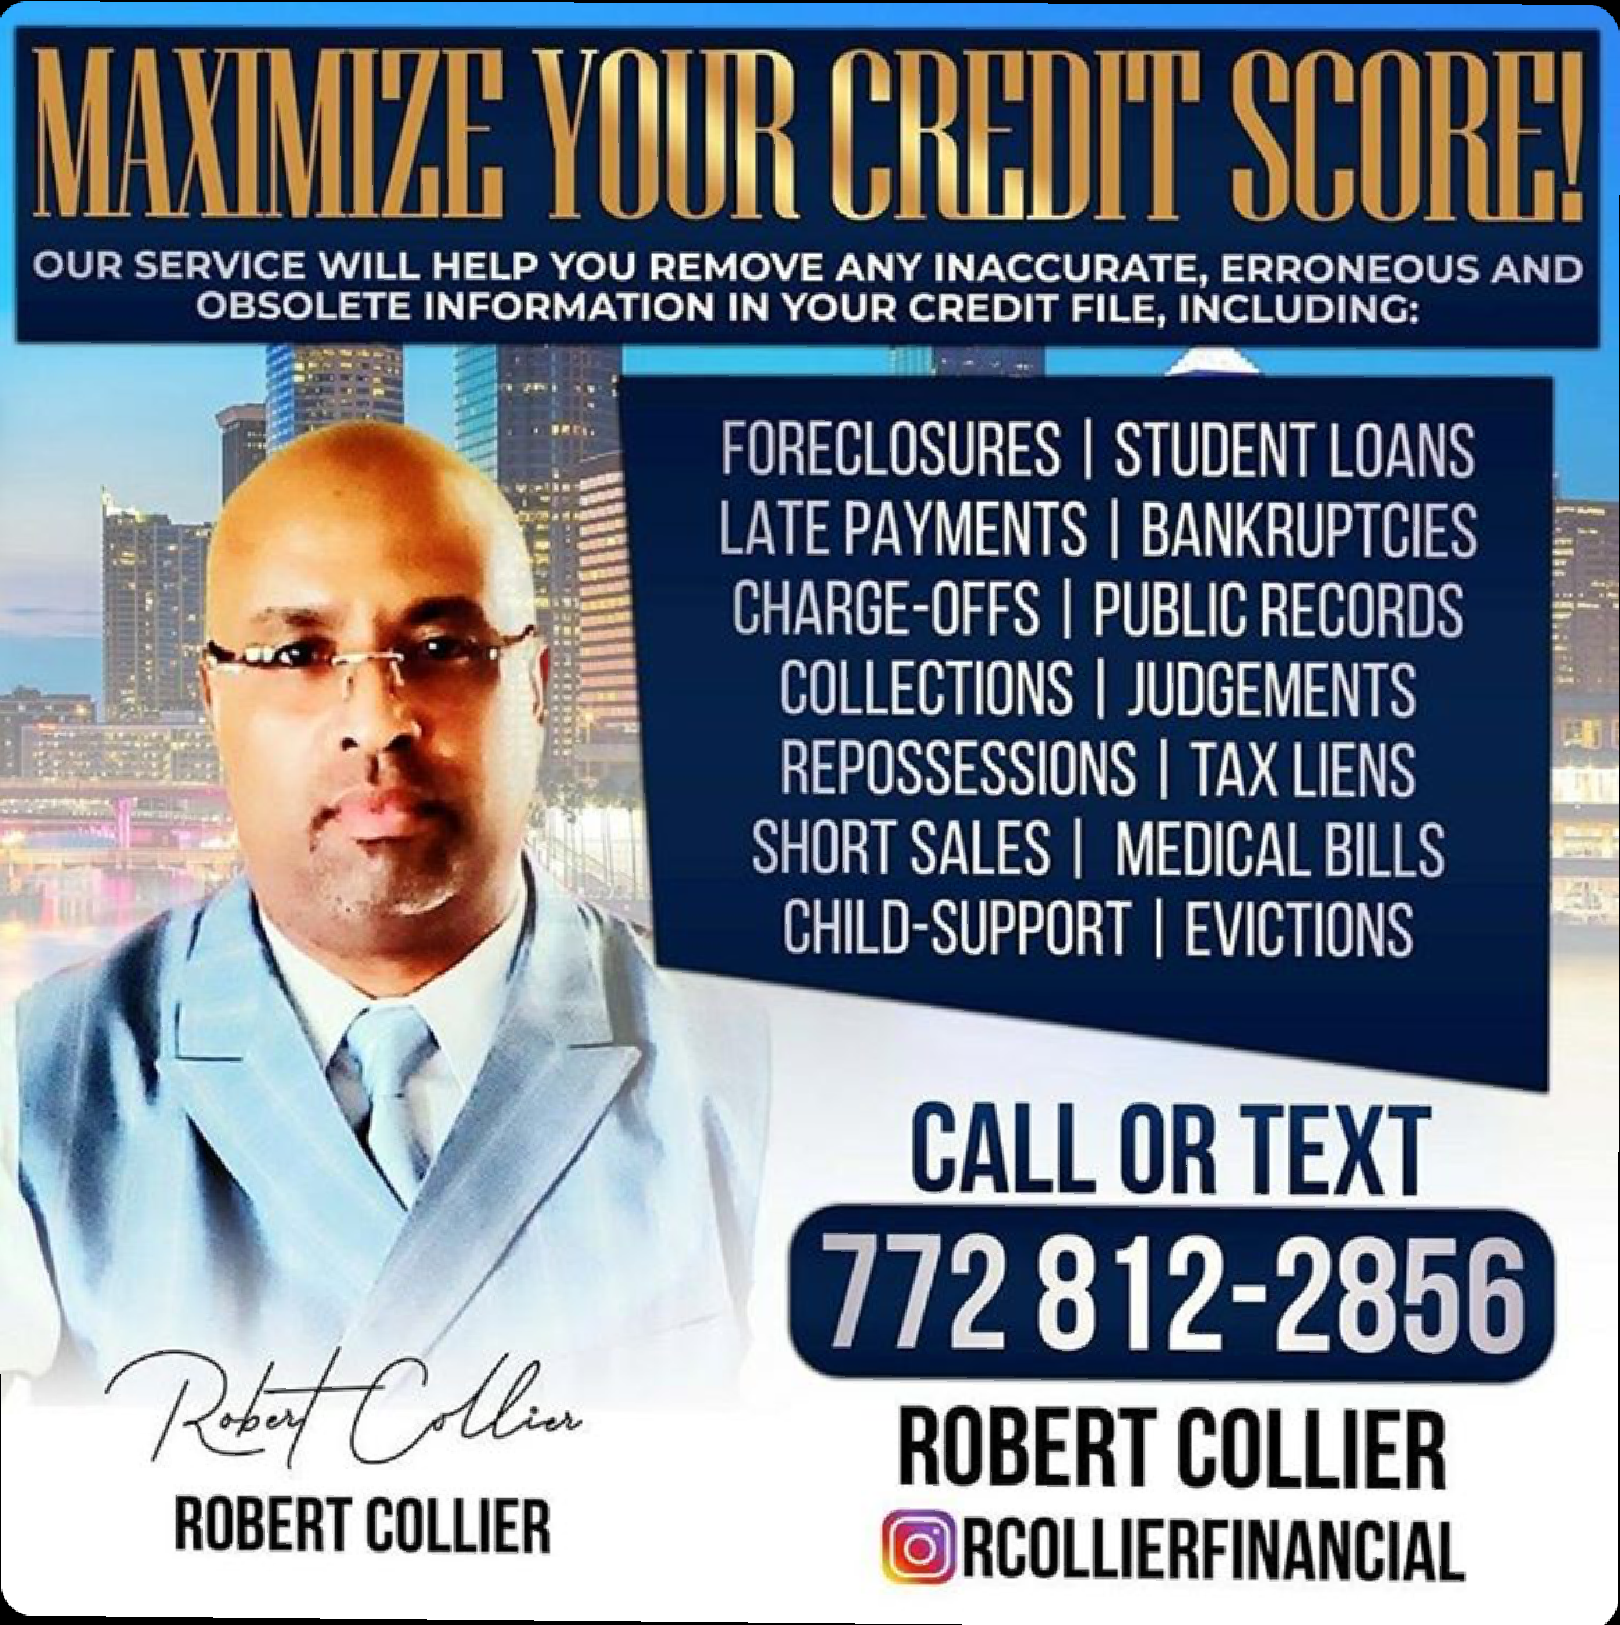 MAXIMIZE YOUR CREDIT SCORE!
OUR SERVICE WILL HELP YOU REMOVE ANY INACCURATE, ERRONEOUS AND
OBSOLETE INFORMATION IN YOUR CREDIT FILE, INCLUDING:
FORECLOSURES | STUDENT LOANS
LATE PAYMENTS | BANKRUPTCIES
CHARGE-OFFS | PUBLIC RECORDS
COLLECTIONS | JUDGEMENTS
REPOSSESSIONS | TAX LIENS
SHORT SALES | MEDICAL BILLS
CHILD-SUPPORT | EVICTIONS
CALL OR TEXT
772 812-2856
ROBERT COLLIER
RCOLLIERFINANCIAL
Robert Collier
ROBERT COLLIER